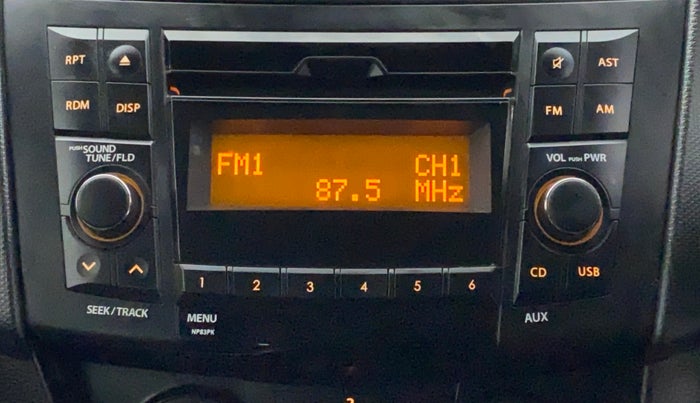 RPT
AST
RDM DISP
FM AM
PUSH SOUND
TUNE/FLD
VOL PUSH PWR
FM1 CH1
87.5 MHz
CD USB
1 2 3 4 5 6
SEEK/TRACK
MENU
AUX
NP83PK